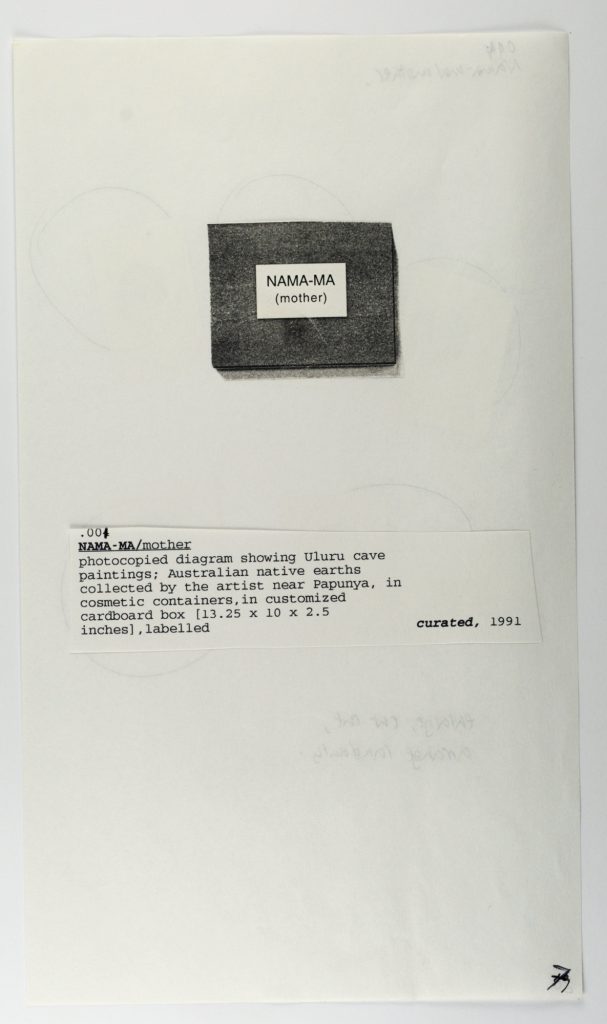 NAMA-MA
(mother)
.004
NAMA-MA/mother
photocopied diagram showing Uluru cave
paintings; Australian native earths
collected by the artist near Papunya, in
cosmetic containers,in customized
cardboard box [13.25 x 10 x 2.5
inches],labelled
curated, 1991